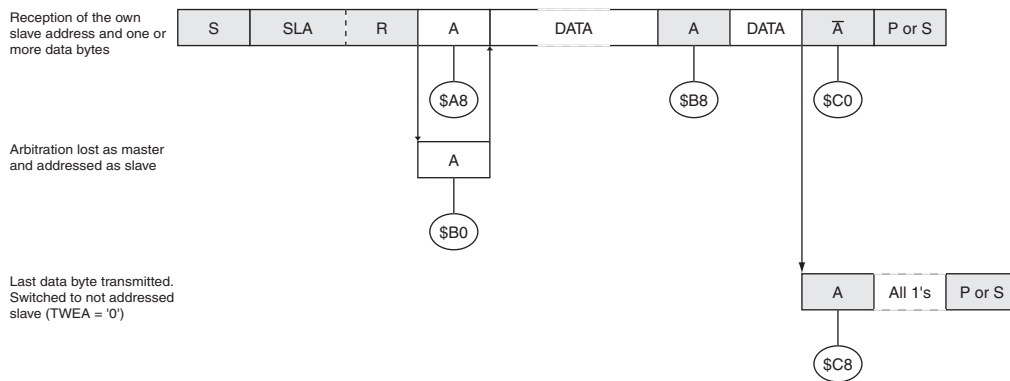 Reception of the own
slave address and one or
more data bytes
S SLA R A DATA A DATA A̅ P or S
$A8 $B8 $C0
Arbitration lost as master
and addressed as slave
A
$B0
Last data byte transmitted.
Switched to not addressed
slave (TWEA = '0')
A All 1's P or S
$C8